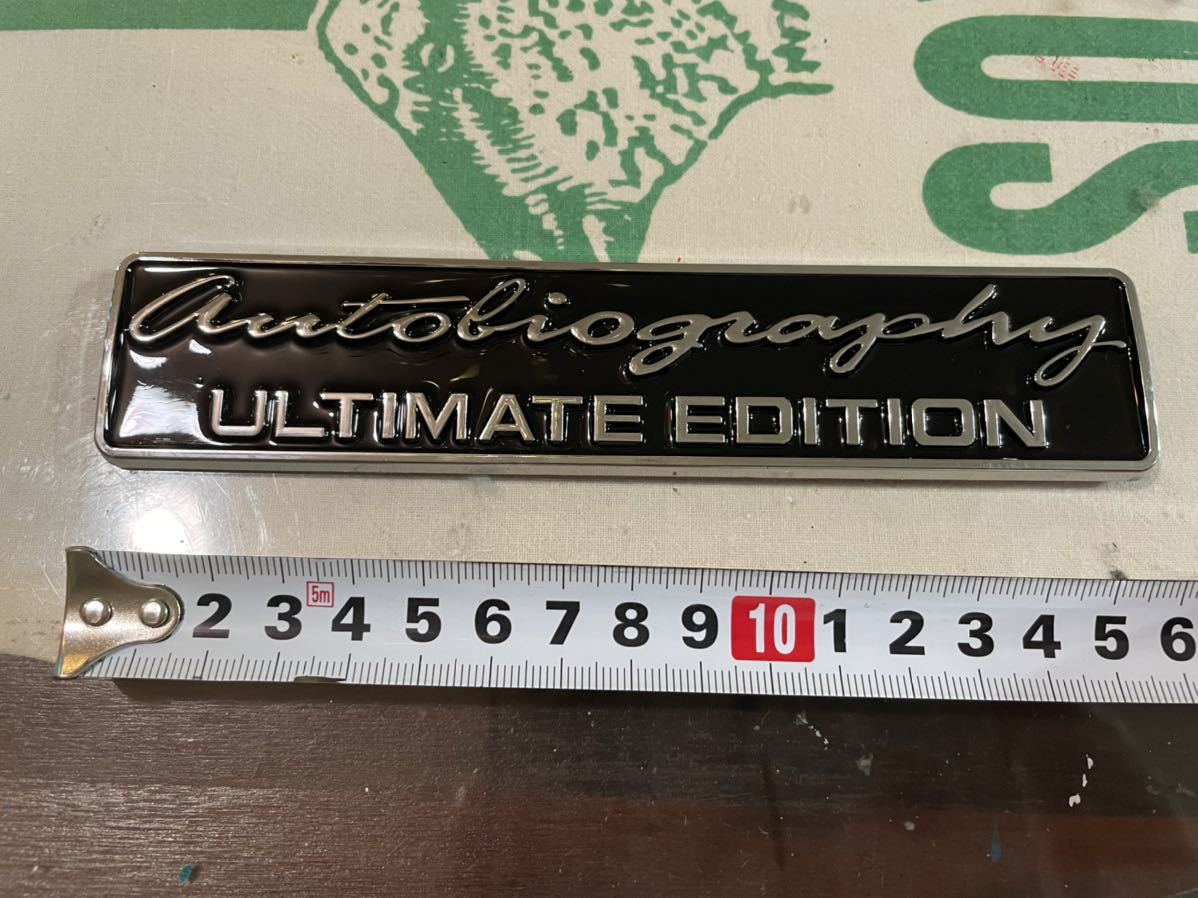 OUS
Autobiography
ULTIMATE EDITION
5m
2 3 4 5 6 7 8 9 10 1 2 3 4 5 6